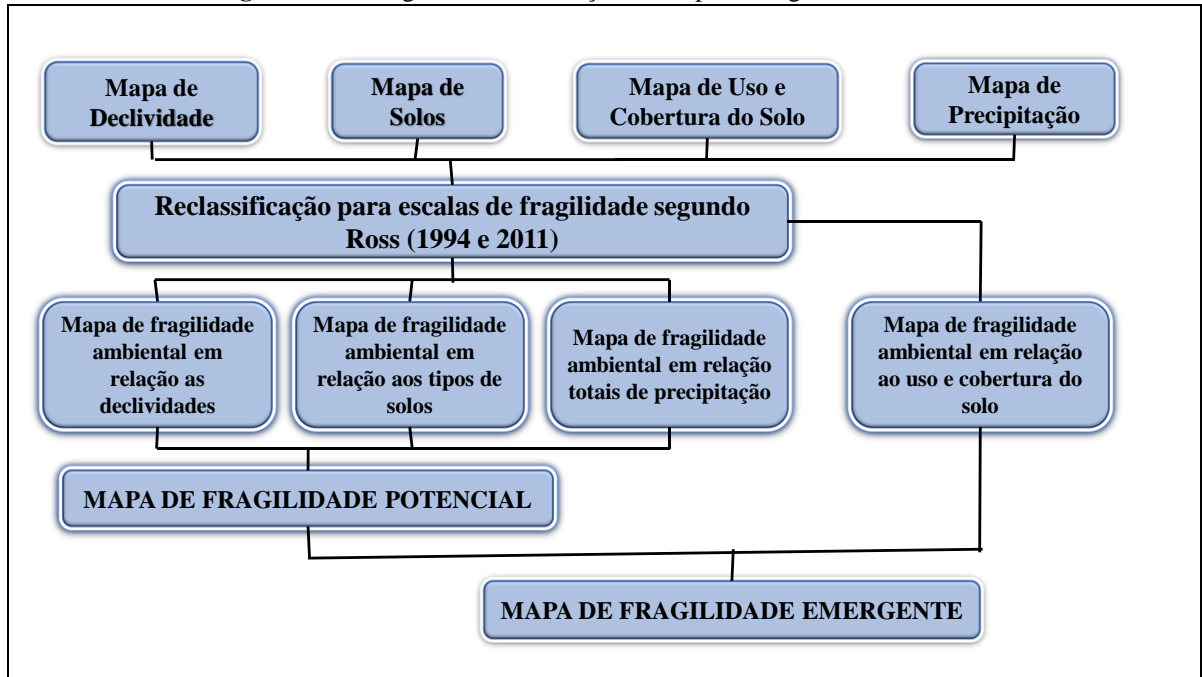 Mapa de
Declividade
Mapa de
Solos
Mapa de Uso e
Cobertura do Solo
Mapa de
Precipitação
Reclassificação para escalas de fragilidade segundo
Ross (1994 e 2011)
Mapa de fragilidade
ambiental em
relação as
declividades
Mapa de fragilidade
ambiental em
relação aos tipos de
solos
Mapa de fragilidade
ambiental em relação
totais de precipitação
Mapa de fragilidade
ambiental em relação
ao uso e cobertura do
solo
MAPA DE FRAGILIDADE POTENCIAL
MAPA DE FRAGILIDADE EMERGENTE